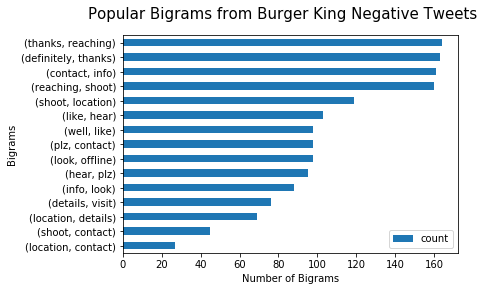 Popular Bigrams from Burger King Negative Tweets
(thanks, reaching)
(definitely, thanks)
(contact, info)
(reaching, shoot)
(shoot, location)
(like, hear)
(well, like)
(plz, contact)
(look, offline)
(hear, plz)
(info, look)
(details, visit)
(location, details)
(shoot, contact)
(location, contact)
Bigrams
count
0 20 40 60 80 100 120 140 160
Number of Bigrams